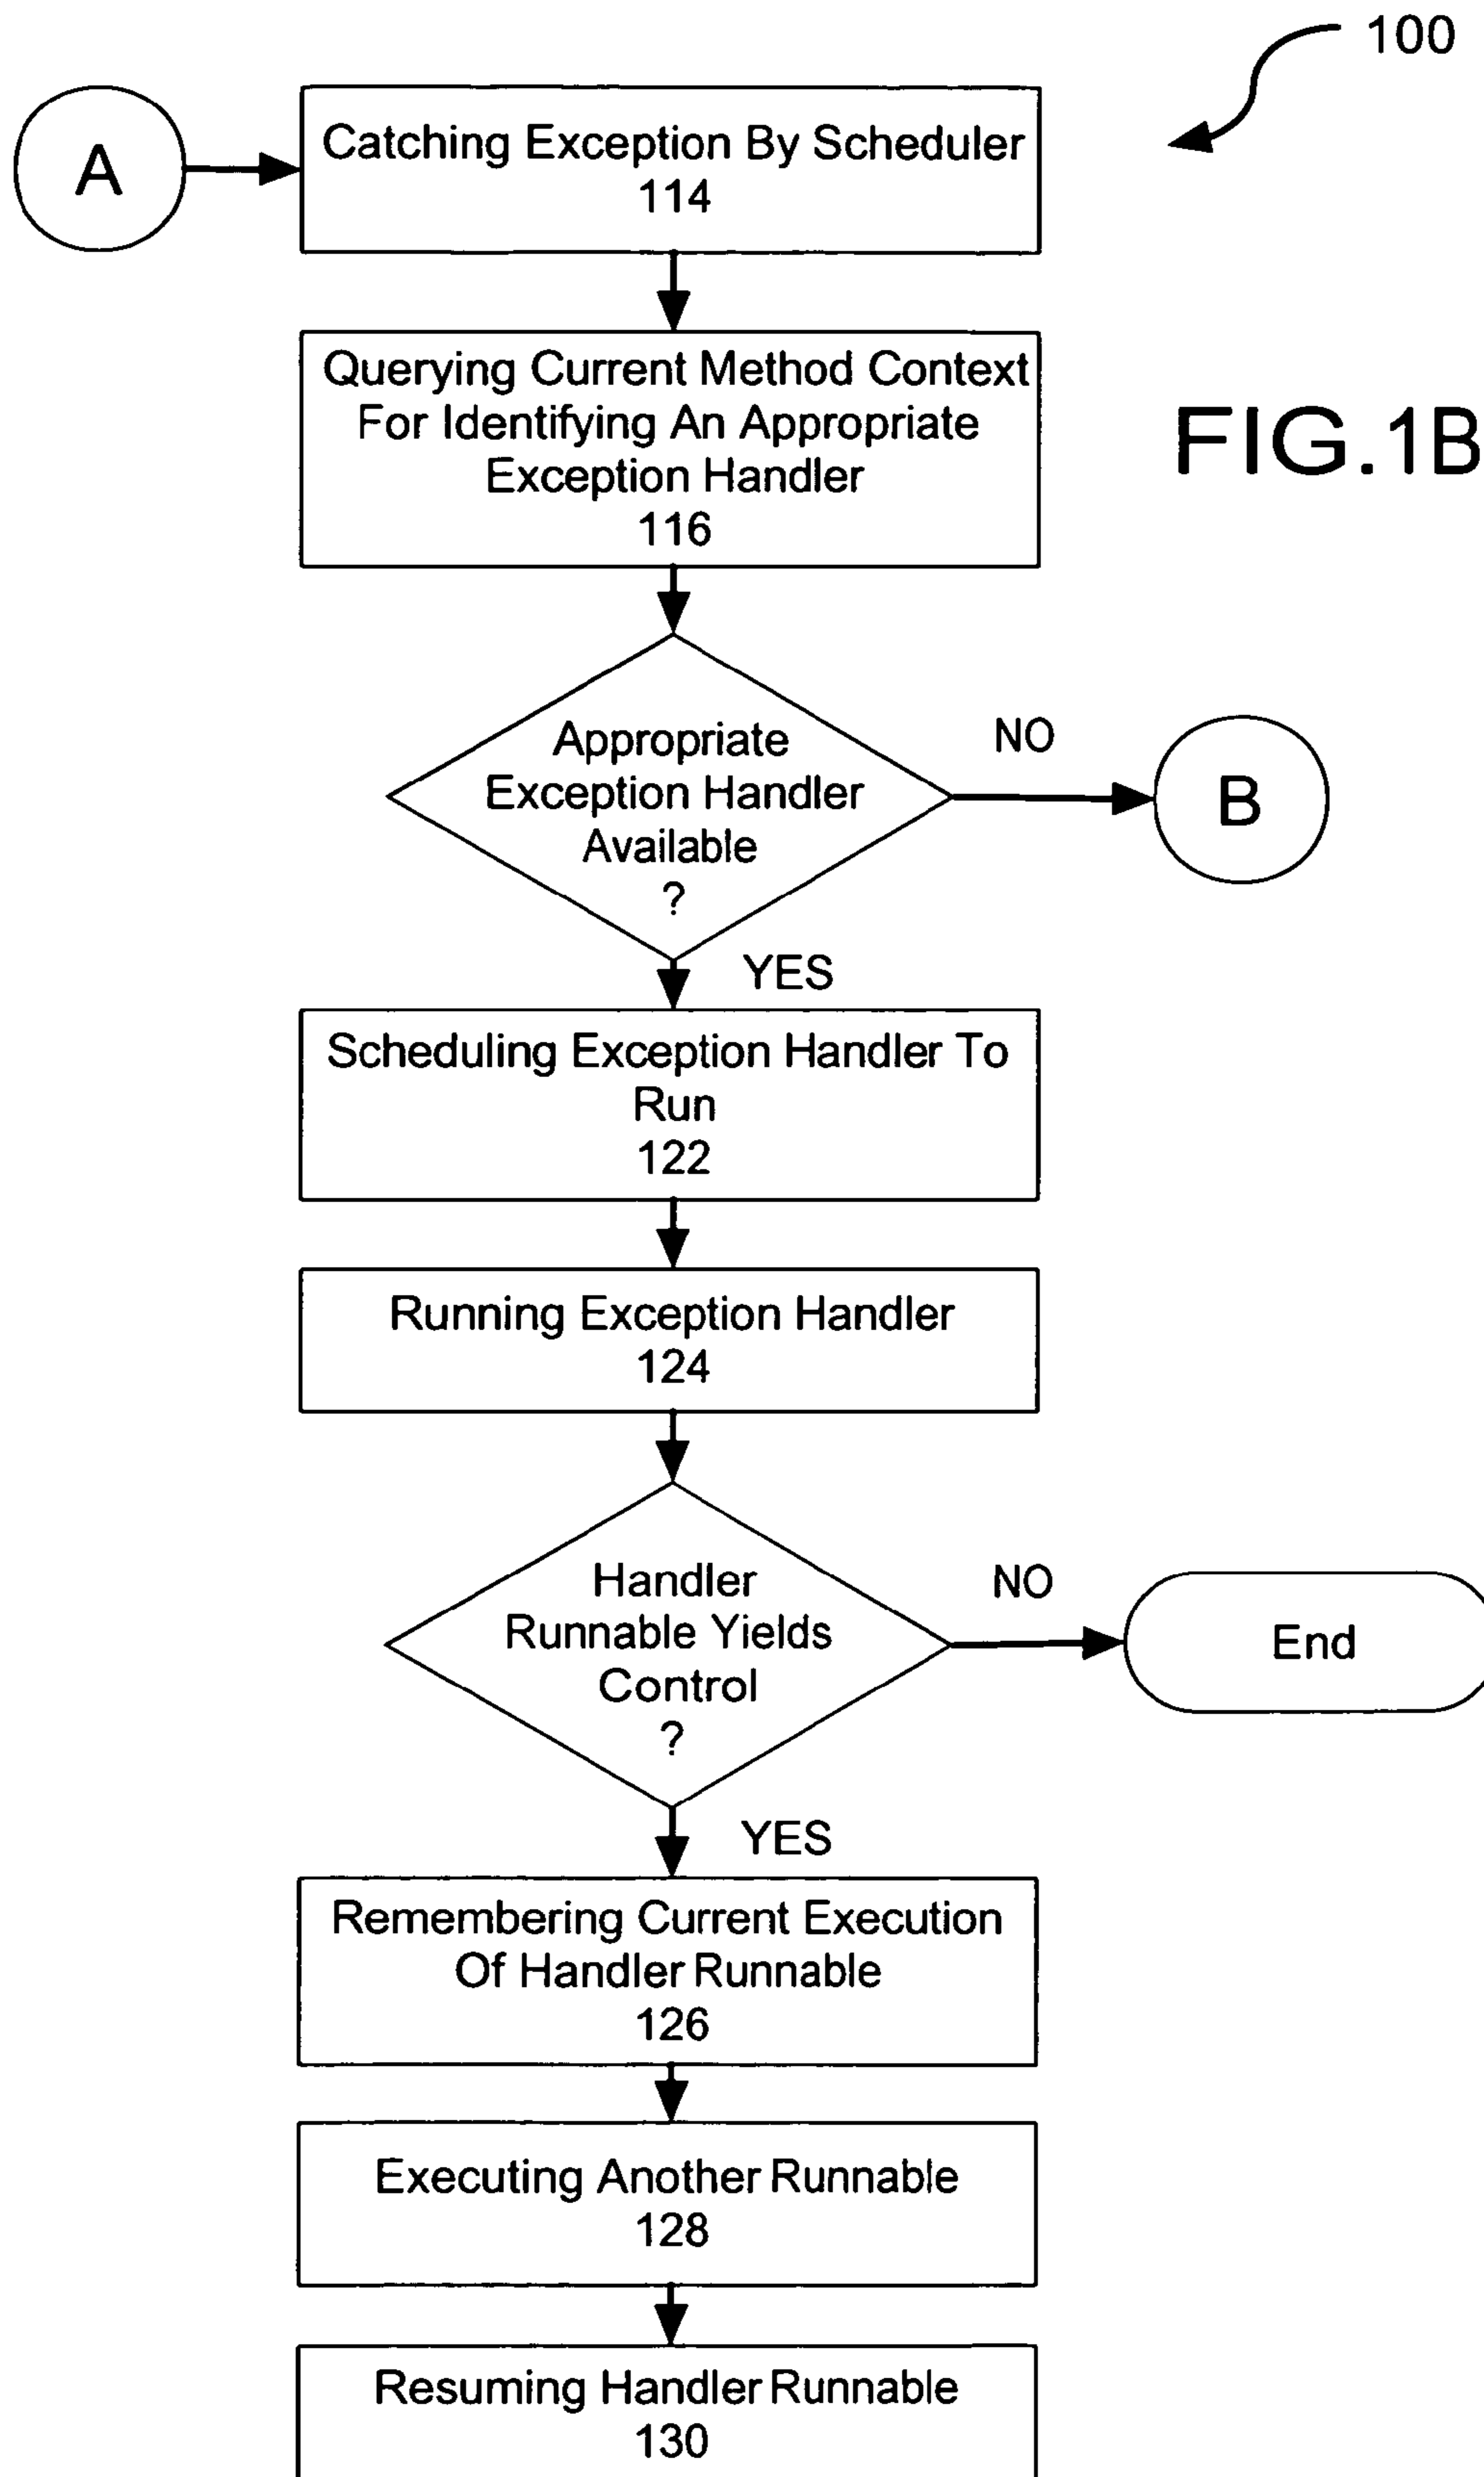 100
A
Catching Exception By Scheduler
114
Querying Current Method Context
For Identifying An Appropriate
Exception Handler
116
FIG.1B
Appropriate
Exception Handler
Available
?
NO
B
YES
Scheduling Exception Handler To
Run
122
Running Exception Handler
124
Handler
Runnable Yields
Control
?
NO
End
YES
Remembering Current Execution
Of Handler Runnable
126
Executing Another Runnable
128
Resuming Handler Runnable
130